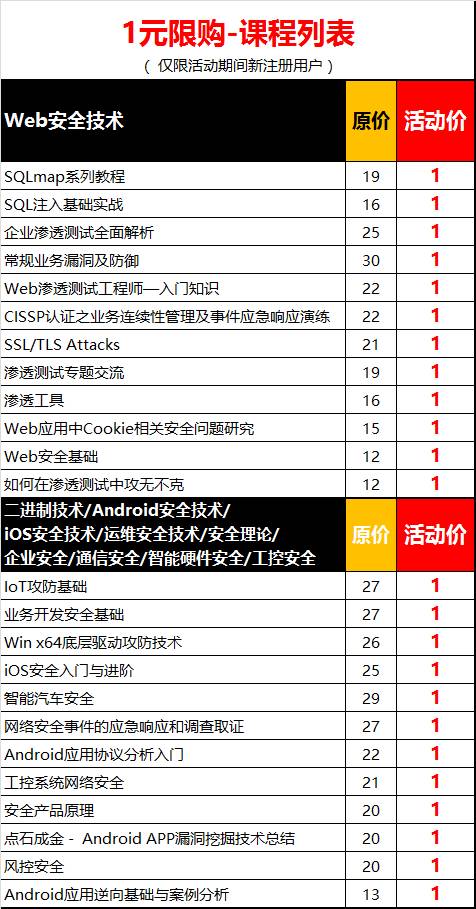 1元限购-课程列表
（ 仅限活动期间新注册用户 ）
Web安全技术 原价 活动价
SQLmap系列教程 19 1
SQL注入基础实战 16 1
企业渗透测试全面解析 25 1
常规业务漏洞及防御 30 1
Web渗透测试工程师—入门知识 22 1
CISSP认证之业务连续性管理及事件应急响应演练 22 1
SSL/TLS Attacks 21 1
渗透测试专题交流 19 1
渗透工具 16 1
Web应用中Cookie相关安全问题研究 15 1
Web安全基础 12 1
如何在渗透测试中攻无不克 12 1
二进制技术/Android安全技术/
iOS安全技术/运维安全技术/安全理论/ 原价 活动价
企业安全/通信安全/智能硬件安全/工控安全
IoT攻防基础 27 1
业务开发安全基础 27 1
Win x64底层驱动攻防技术 26 1
iOS安全入门与进阶 25 1
智能汽车安全 29 1
网络安全事件的应急响应和调查取证 27 1
Android应用协议分析入门 22 1
工控系统网络安全 21 1
安全产品原理 20 1
点石成金 - Android APP漏洞挖掘技术总结 20 1
风控安全 20 1
Android应用逆向基础与案例分析 13 1